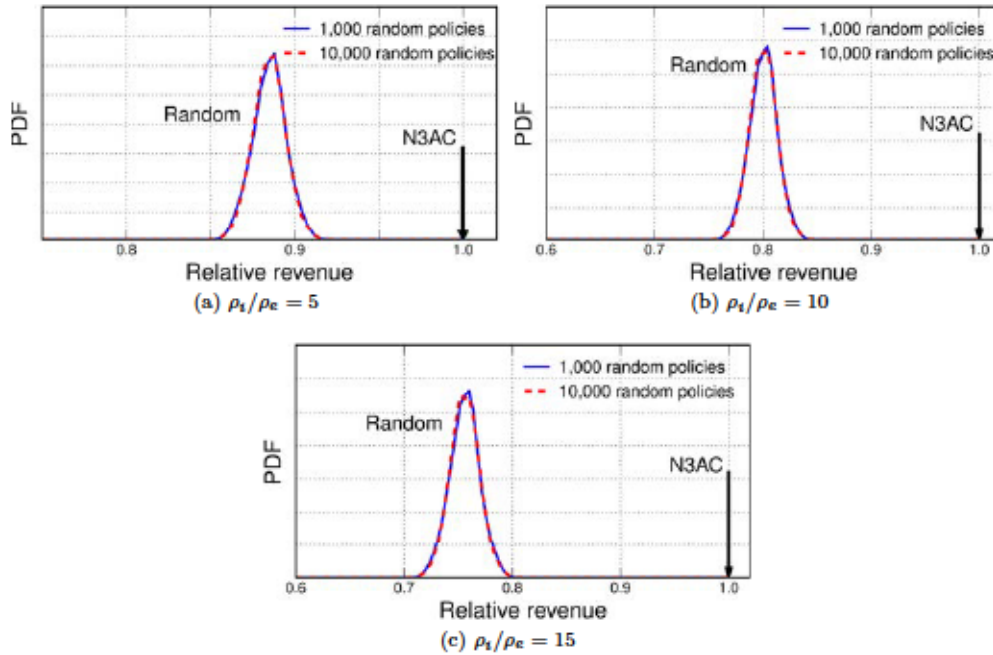 1,000 random policies
10,000 random policies
Random
N3AC
PDF
0.8 0.9 1.0
Relative revenue
(a) ρᵢ/ρₑ = 5
1,000 random policies
10,000 random policies
Random
N3AC
PDF
0.6 0.7 0.8 0.9 1.0
Relative revenue
(b) ρᵢ/ρₑ = 10
1,000 random policies
10,000 random policies
Random
N3AC
PDF
0.6 0.7 0.8 0.9 1.0
Relative revenue
(c) ρᵢ/ρₑ = 15